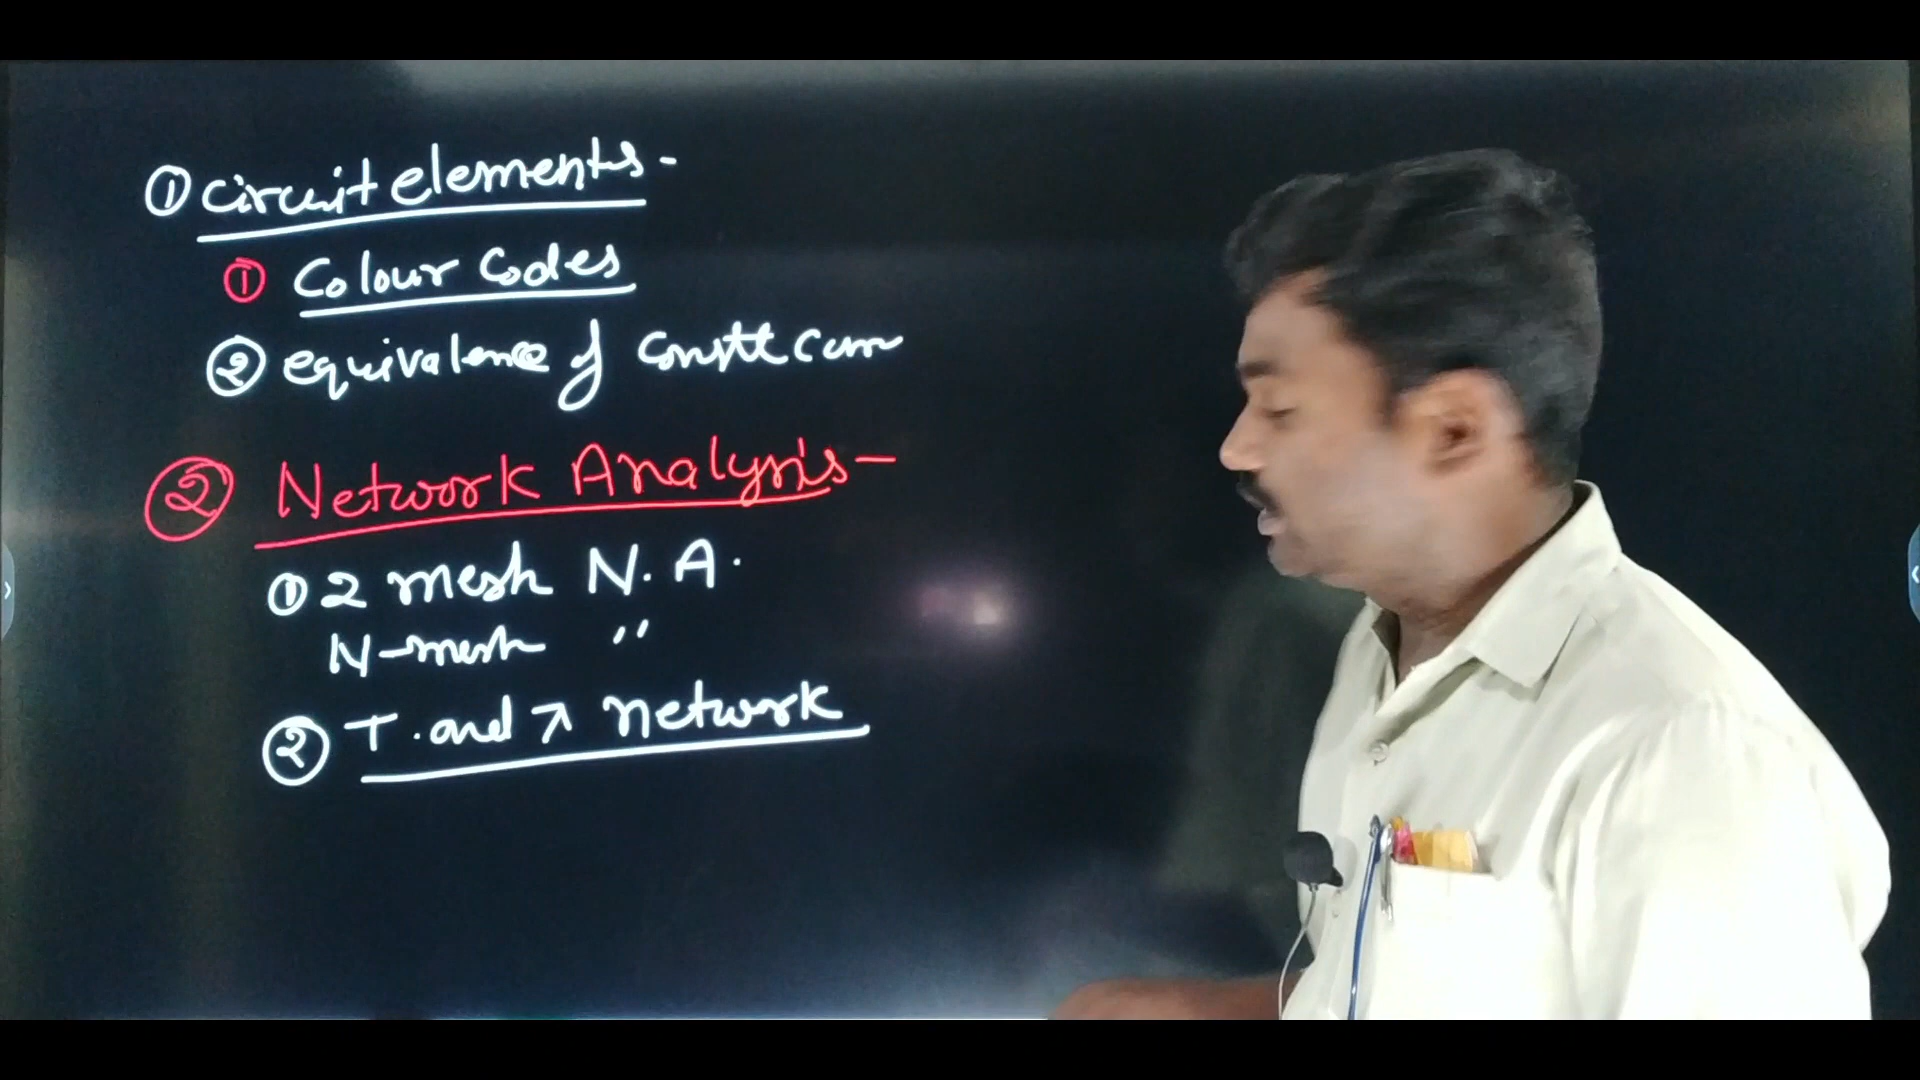 ① Circuit elements -
① Colour Codes
② equivalence of constt
② Network Analysis -
① 2 mesh N. A.
N-mesh "
② T. and π network